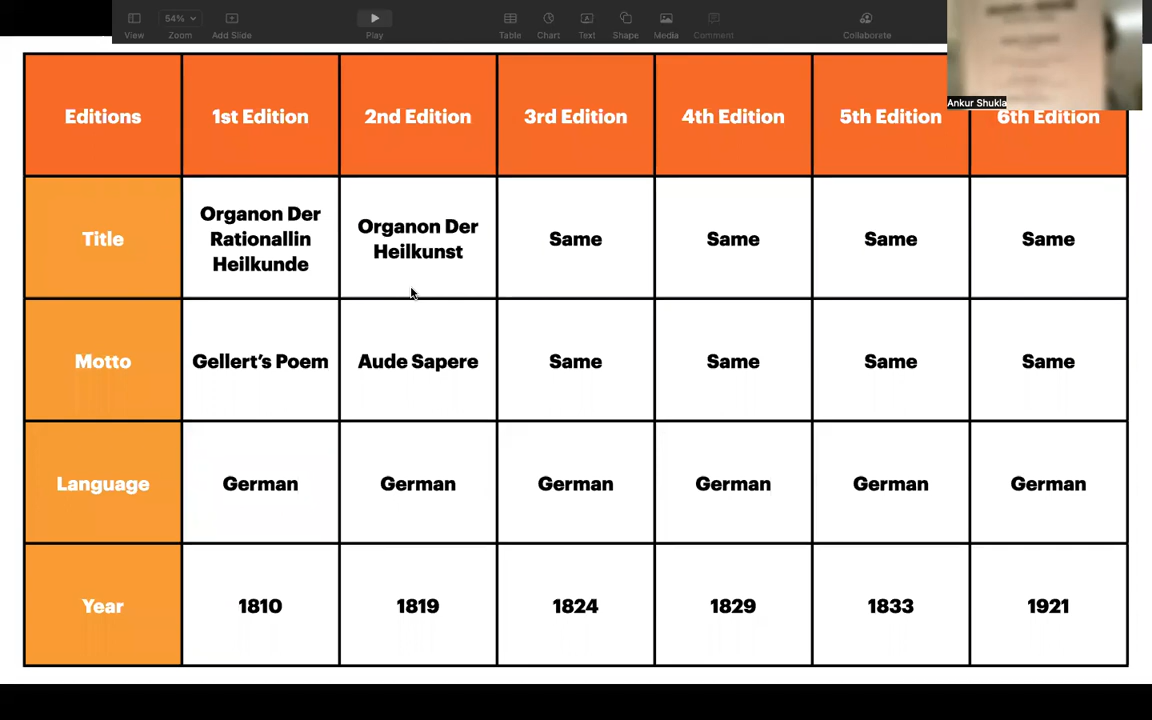 View
54%
Zoom
Add Slide
Play
Table
Chart
Text
Shape
Media
Comment
Collaborate
Ankur Shukla
Editions
1st Edition
2nd Edition
3rd Edition
4th Edition
5th Edition
6th Edition
Title
Organon Der
Rationallin
Heilkunde
Organon Der
Heilkunst
Same
Same
Same
Same
Motto
Gellert's Poem
Aude Sapere
Same
Same
Same
Same
Language
German
German
German
German
German
German
Year
1810
1819
1824
1829
1833
1921